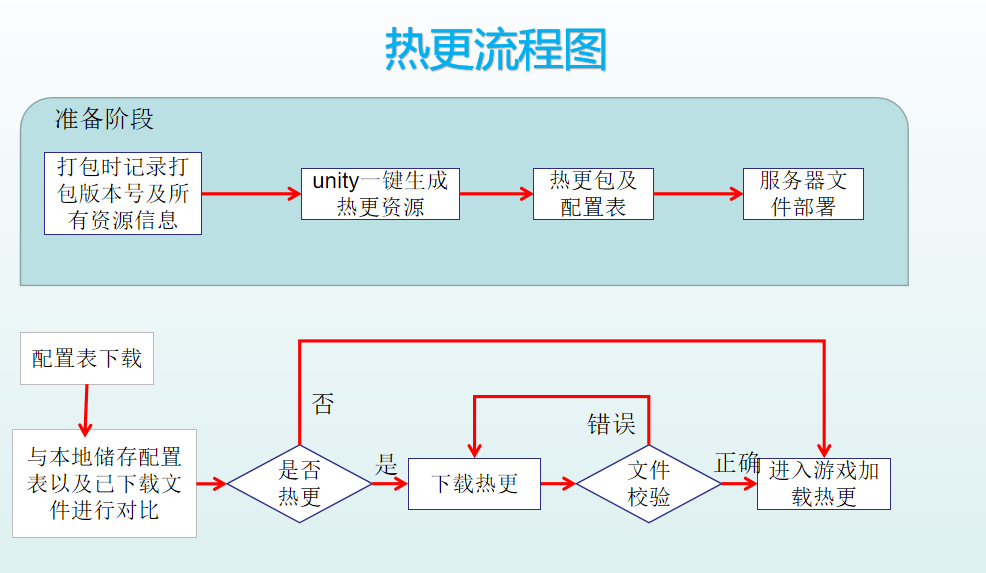 热更流程图
准备阶段
打包时记录打
包版本号及所
有资源信息
unity一键生成
热更资源
热更包及
配置表
服务器文
件部署
配置表下载
与本地储存配置
表以及已下载文
件进行对比
是否
热更
否
是
下载热更
错误
文件
校验
正确
进入游戏加
载热更